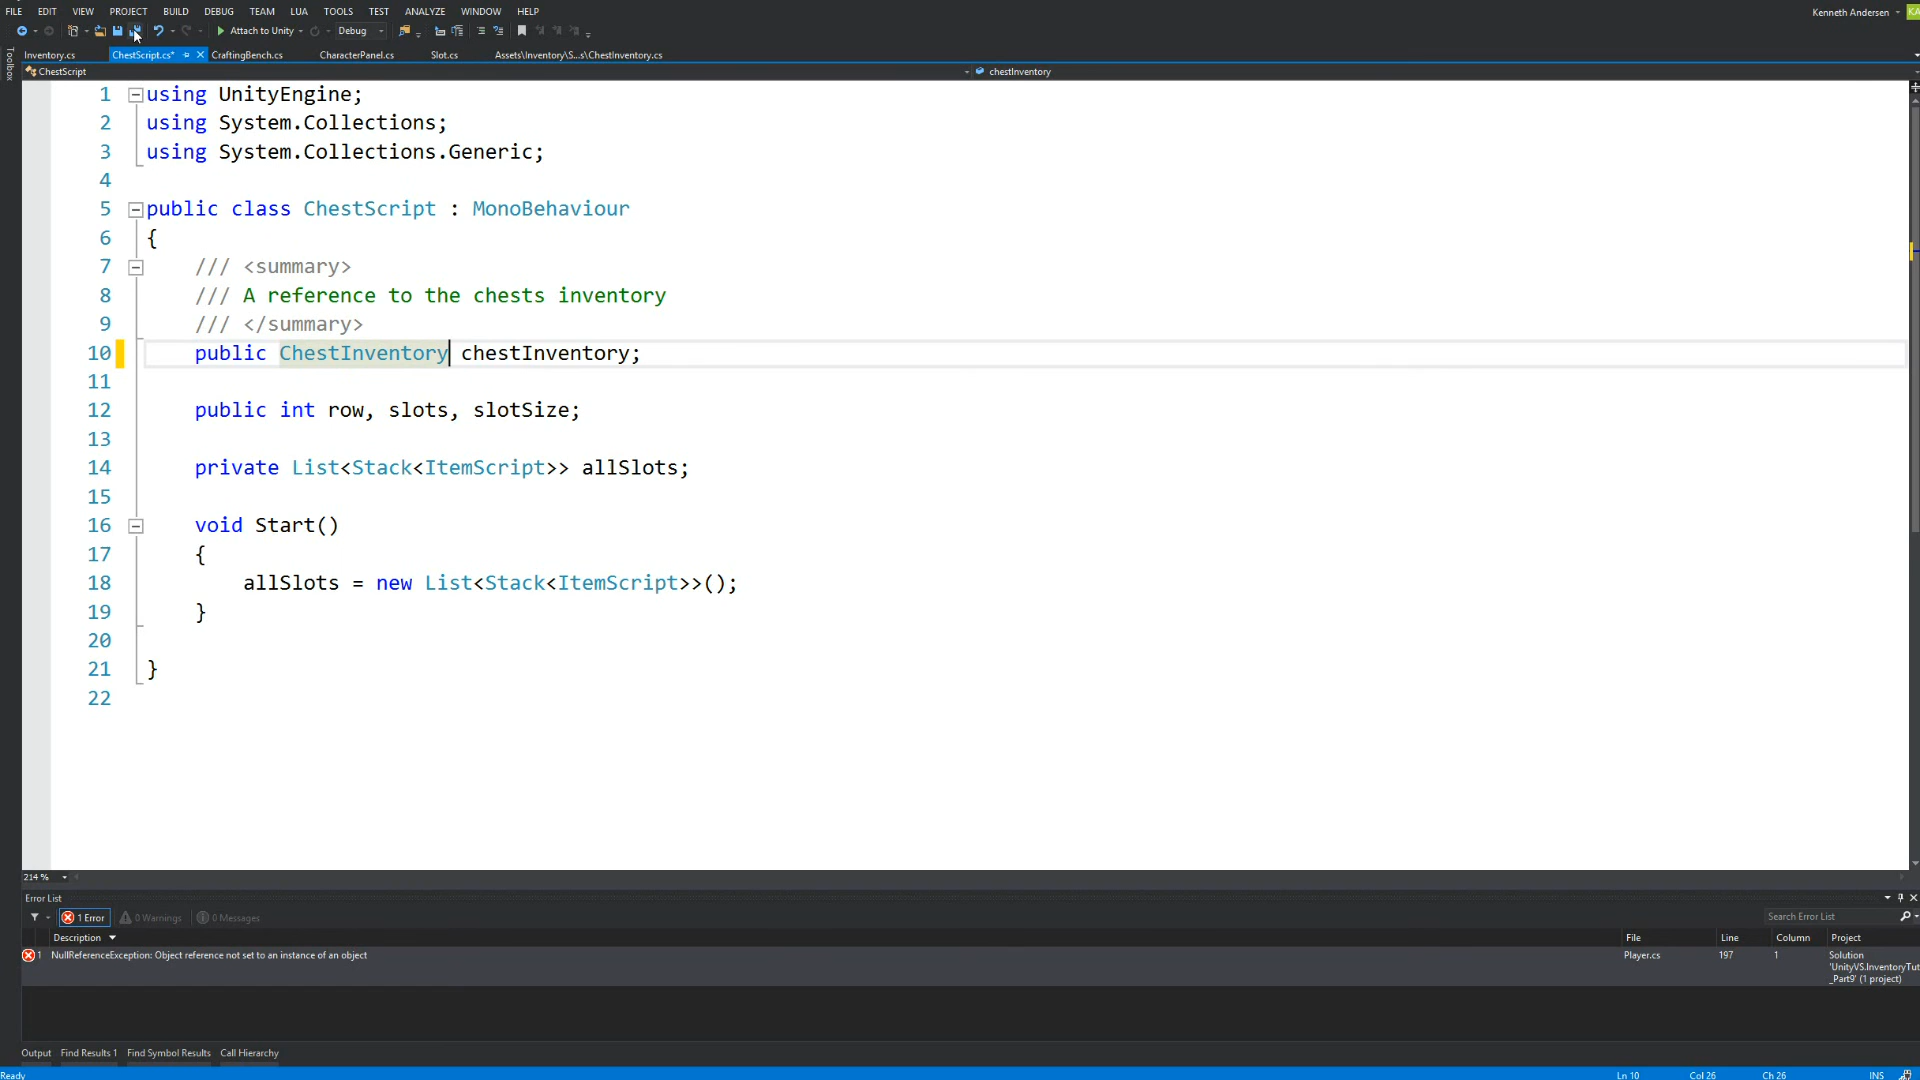 FILE EDIT VIEW PROJECT BUILD DEBUG TEAM LUA TOOLS TEST ANALYZE WINDOW HELP
Kenneth Andersen KA
Attach to Unity Debug
Inventory.cs ChestScript.cs* CraftingBench.cs CharacterPanel.cs Slot.cs Assets\Inventory\S...s\ChestInventory.cs
Toolbox
ChestScript chestInventory
1 using UnityEngine;
2 using System.Collections;
3 using System.Collections.Generic;
4
5 public class ChestScript : MonoBehaviour
6 {
7 /// <summary>
8 /// A reference to the chests inventory
9 /// </summary>
10 public ChestInventory chestInventory;
11
12 public int row, slots, slotSize;
13
14 private List<Stack<ItemScript>> allSlots;
15
16 void Start()
17 {
18 allSlots = new List<Stack<ItemScript>>();
19 }
20
21 }
22
214 %
Error List
1 Error 0 Warnings 0 Messages Search Error List
Description File Line Column Project
1 NullReferenceException: Object reference not set to an instance of an object Player.cs 197 1 Solution
'UnityVS.InventoryTut
_Part9' (1 project)
Output Find Results 1 Find Symbol Results Call Hierarchy
Ready Ln 10 Col 26 Ch 26 INS